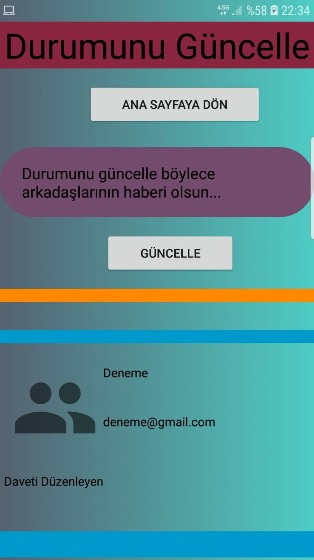 4.5G %58 22:34
Durumunu Güncelle
ANA SAYFAYA DÖN
Durumunu güncelle böylece
arkadaşlarının haberi olsun...
GÜNCELLE
Deneme
deneme@gmail.com
Daveti Düzenleyen